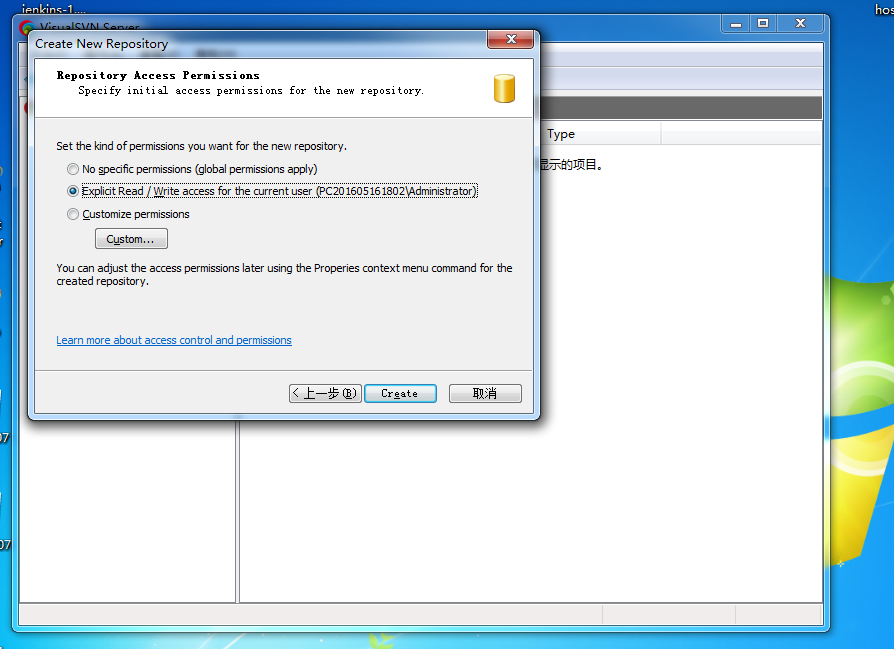 jenkins-1....
hos
VisualSVN Server
Create New Repository
Repository Access Permissions
Specify initial access permissions for the new repository.
Type
Set the kind of permissions you want for the new repository.
显示的项目。
No specific permissions (global permissions apply)
Explicit Read / Write access for the current user (PC201605161802\Administrator)
Customize permissions
Custom...
You can adjust the access permissions later using the Properies context menu command for the
created repository.
Learn more about access control and permissions
< 上一步(B)
Create
取消
07
07